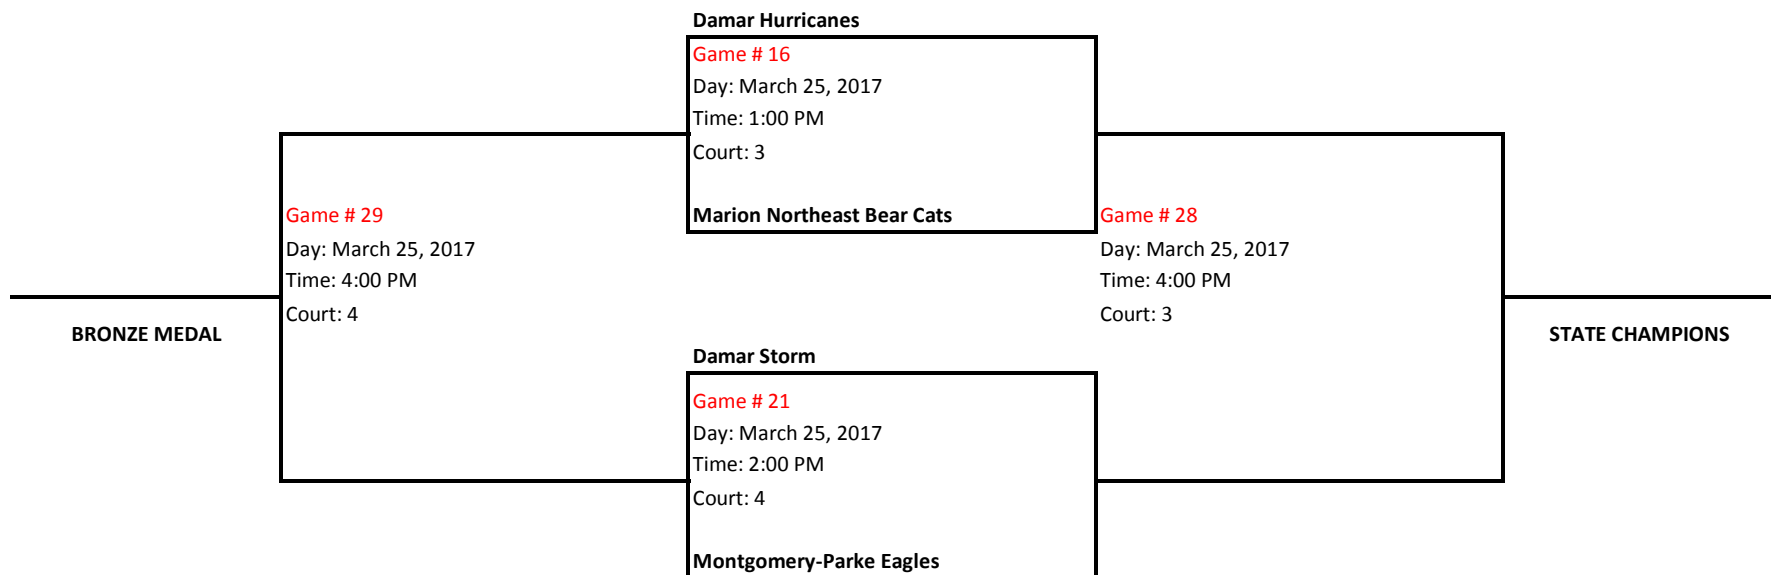 Damar Hurricanes
Game # 16
Day: March 25, 2017
Time: 1:00 PM
Court: 3
Marion Northeast Bear Cats
Game # 29
Day: March 25, 2017
Time: 4:00 PM
Court: 4
BRONZE MEDAL
Game # 28
Day: March 25, 2017
Time: 4:00 PM
Court: 3
STATE CHAMPIONS
Damar Storm
Game # 21
Day: March 25, 2017
Time: 2:00 PM
Court: 4
Montgomery-Parke Eagles